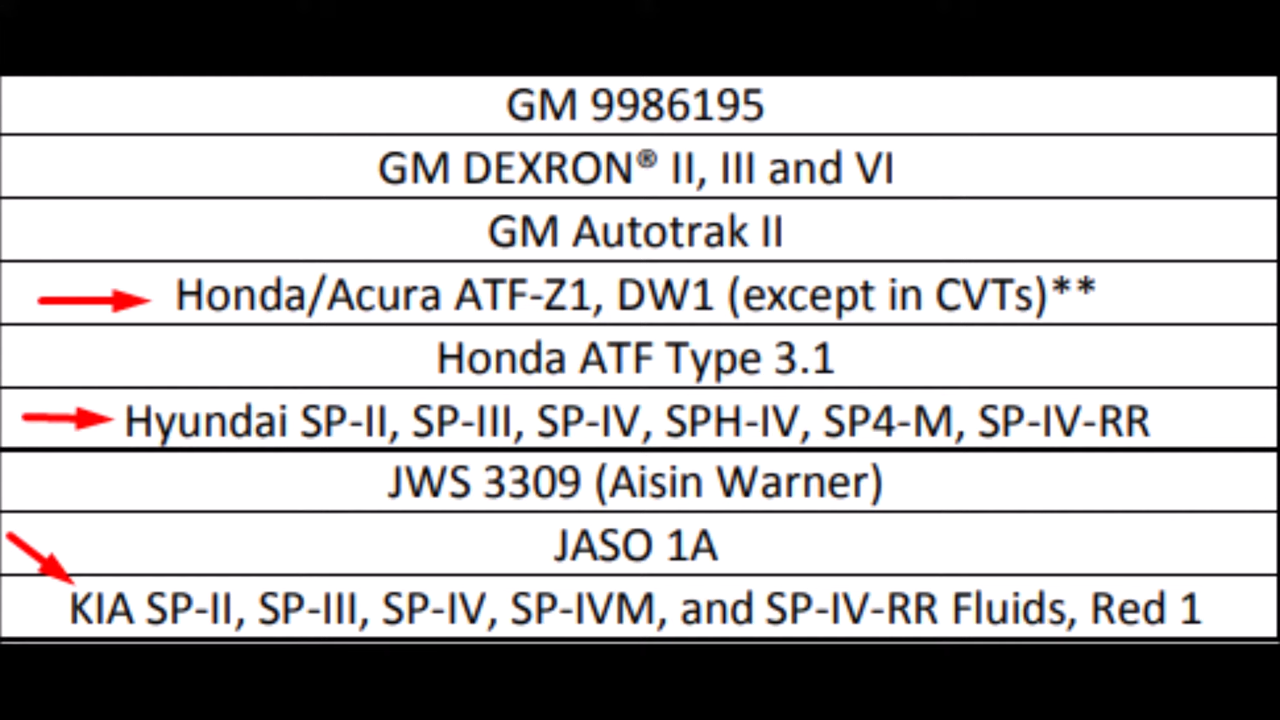 GM 9986195
GM DEXRON® II, III and VI
GM Autotrak II
Honda/Acura ATF-Z1, DW1 (except in CVTs)**
Honda ATF Type 3.1
Hyundai SP-II, SP-III, SP-IV, SPH-IV, SP4-M, SP-IV-RR
JWS 3309 (Aisin Warner)
JASO 1A
KIA SP-II, SP-III, SP-IV, SP-IVM, and SP-IV-RR Fluids, Red 1